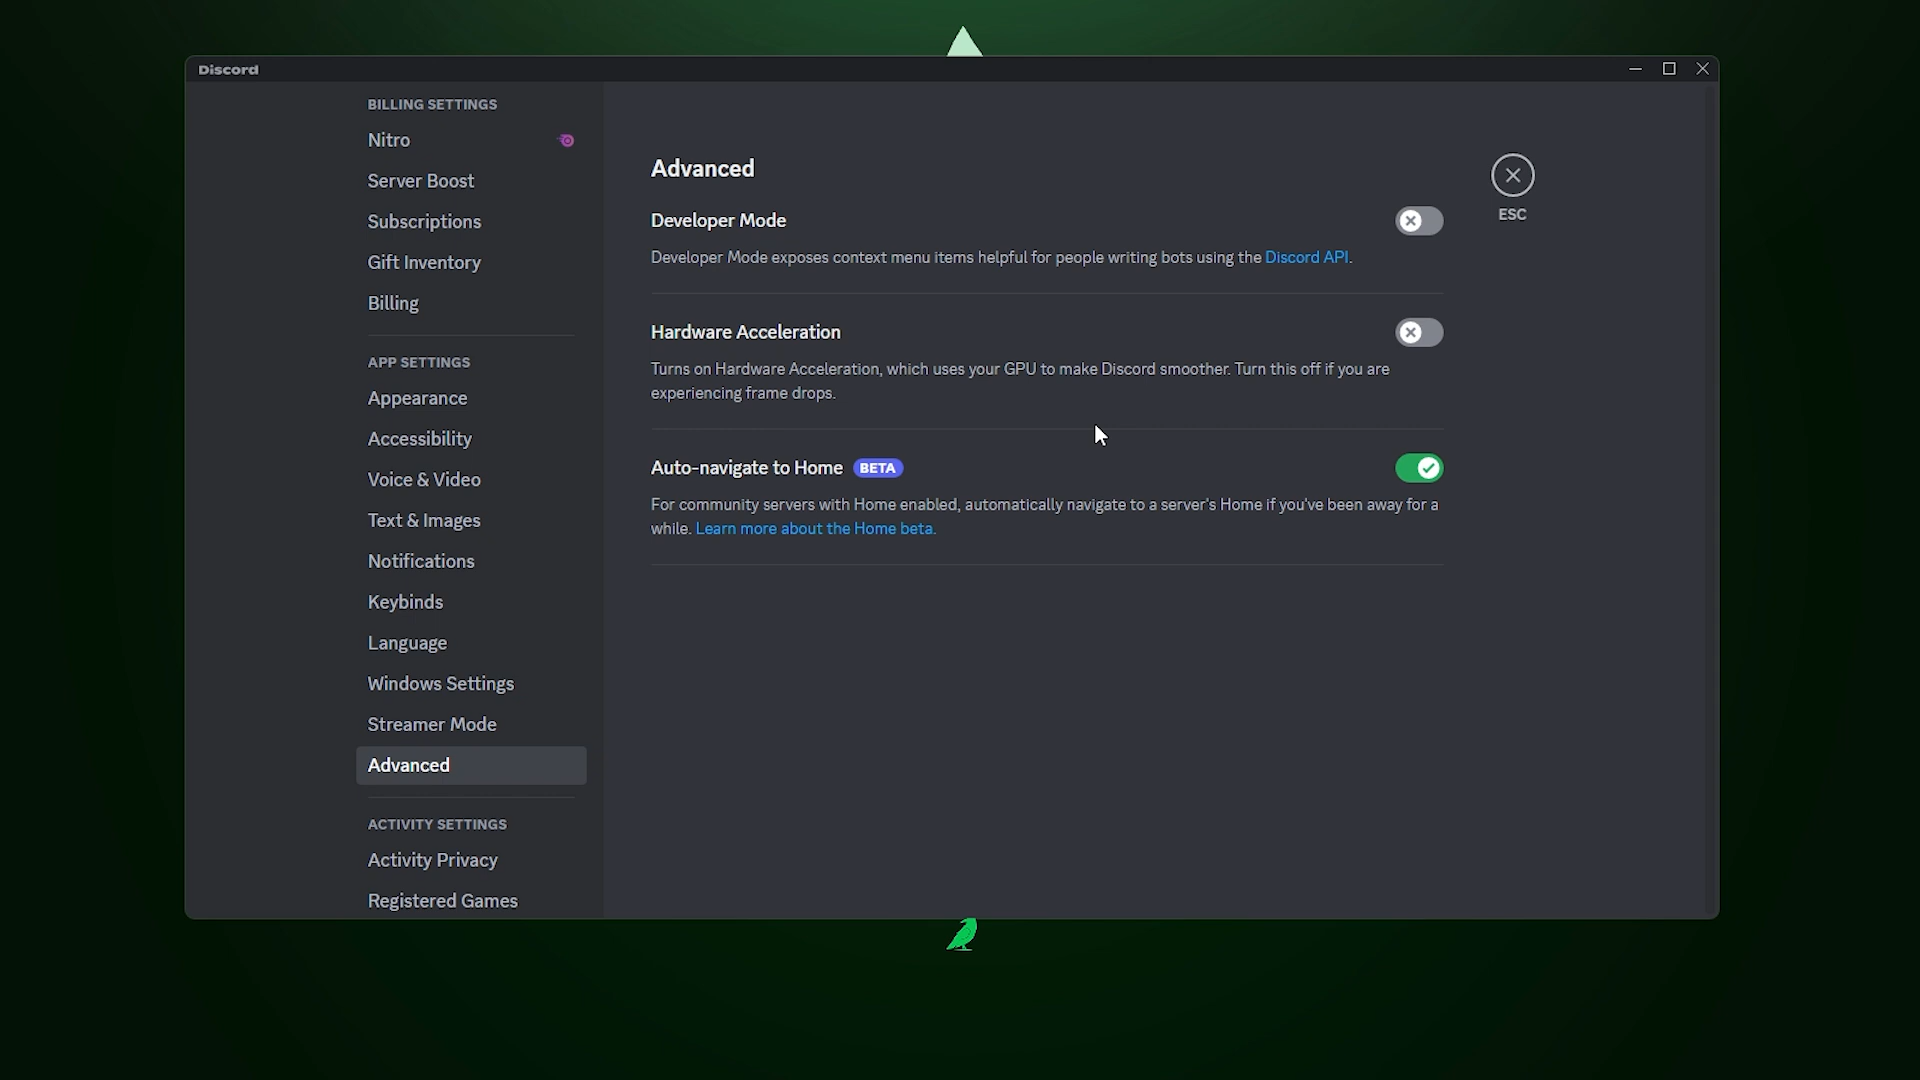 Discord
BILLING SETTINGS
Nitro
Server Boost
Subscriptions
Gift Inventory
Billing
APP SETTINGS
Appearance
Accessibility
Voice & Video
Text & Images
Notifications
Keybinds
Language
Windows Settings
Streamer Mode
Advanced
ACTIVITY SETTINGS
Activity Privacy
Registered Games
Advanced
Developer Mode
Developer Mode exposes context menu items helpful for people writing bots using the Discord API.
Hardware Acceleration
Turns on Hardware Acceleration, which uses your GPU to make Discord smoother. Turn this off if you are
experiencing frame drops.
Auto-navigate to Home BETA
For community servers with Home enabled, automatically navigate to a server's Home if you've been away for a
while. Learn more about the Home beta.
ESC